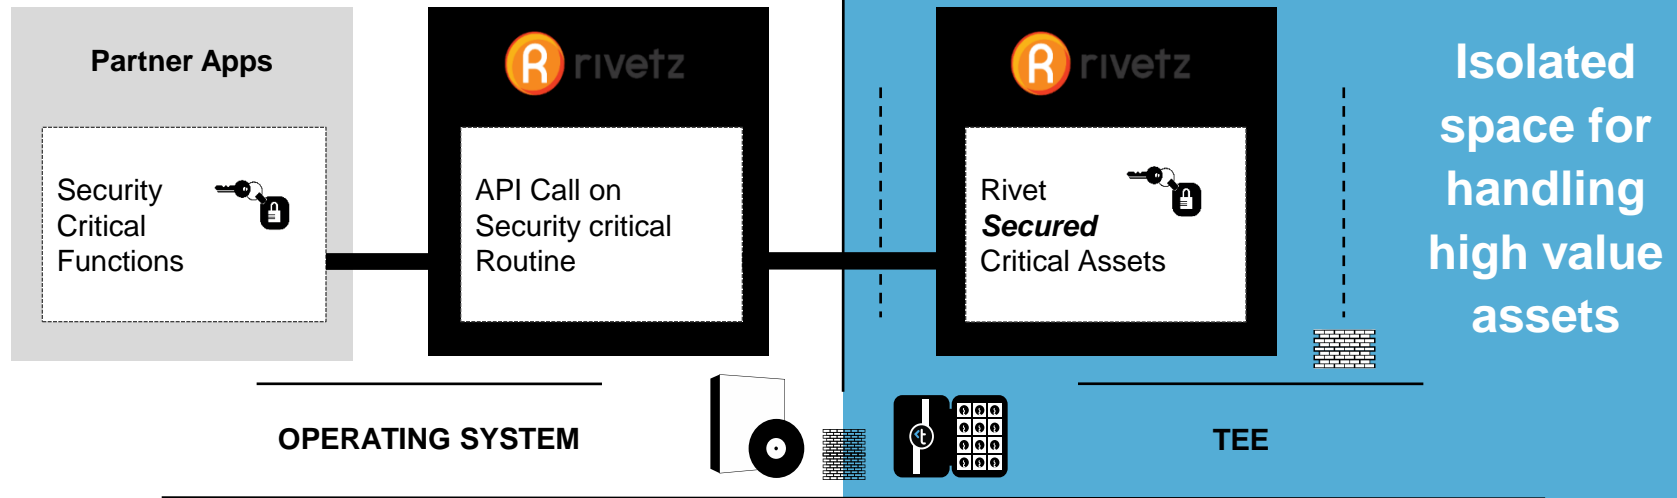 Partner Apps
Security
Critical
Functions
rivetz
API Call on
Security critical
Routine
rivetz
Rivet
Secured
Critical Assets
Isolated
space for
handling
high value
assets
OPERATING SYSTEM
TEE